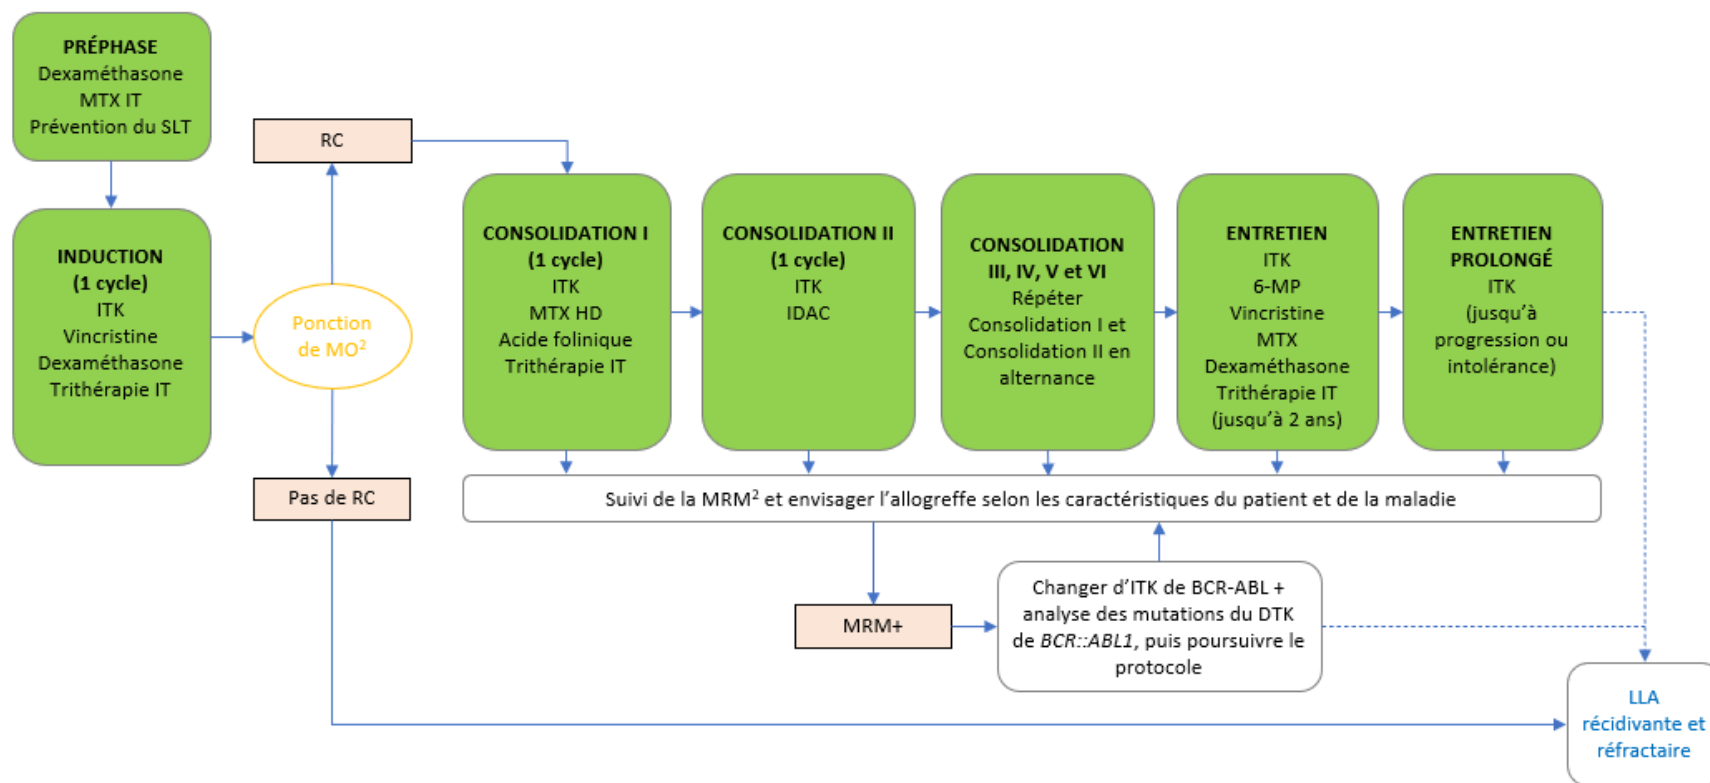 PRÉPHASE
Dexaméthasone
MTX IT
Prévention du SLT
INDUCTION
(1 cycle)
ITK
Vincristine
Dexaméthasone
Trithérapie IT
Ponction
de MO²
RC
Pas de RC
CONSOLIDATION I
(1 cycle)
ITK
MTX HD
Acide folinique
Trithérapie IT
CONSOLIDATION II
(1 cycle)
ITK
IDAC
CONSOLIDATION
III, IV, V et VI
Répéter
Consolidation I et
Consolidation II en
alternance
ENTRETIEN
ITK
6-MP
Vincristine
MTX
Dexaméthasone
Trithérapie IT
(jusqu’à 2 ans)
ENTRETIEN
PROLONGÉ
ITK
(jusqu’à
progression ou
intolérance)
Suivi de la MRM² et envisager l’allogreffe selon les caractéristiques du patient et de la maladie
MRM+
Changer d’ITK de BCR-ABL +
analyse des mutations du DTK
de BCR::ABL1, puis poursuivre le
protocole
LLA
récidivante et
réfractaire